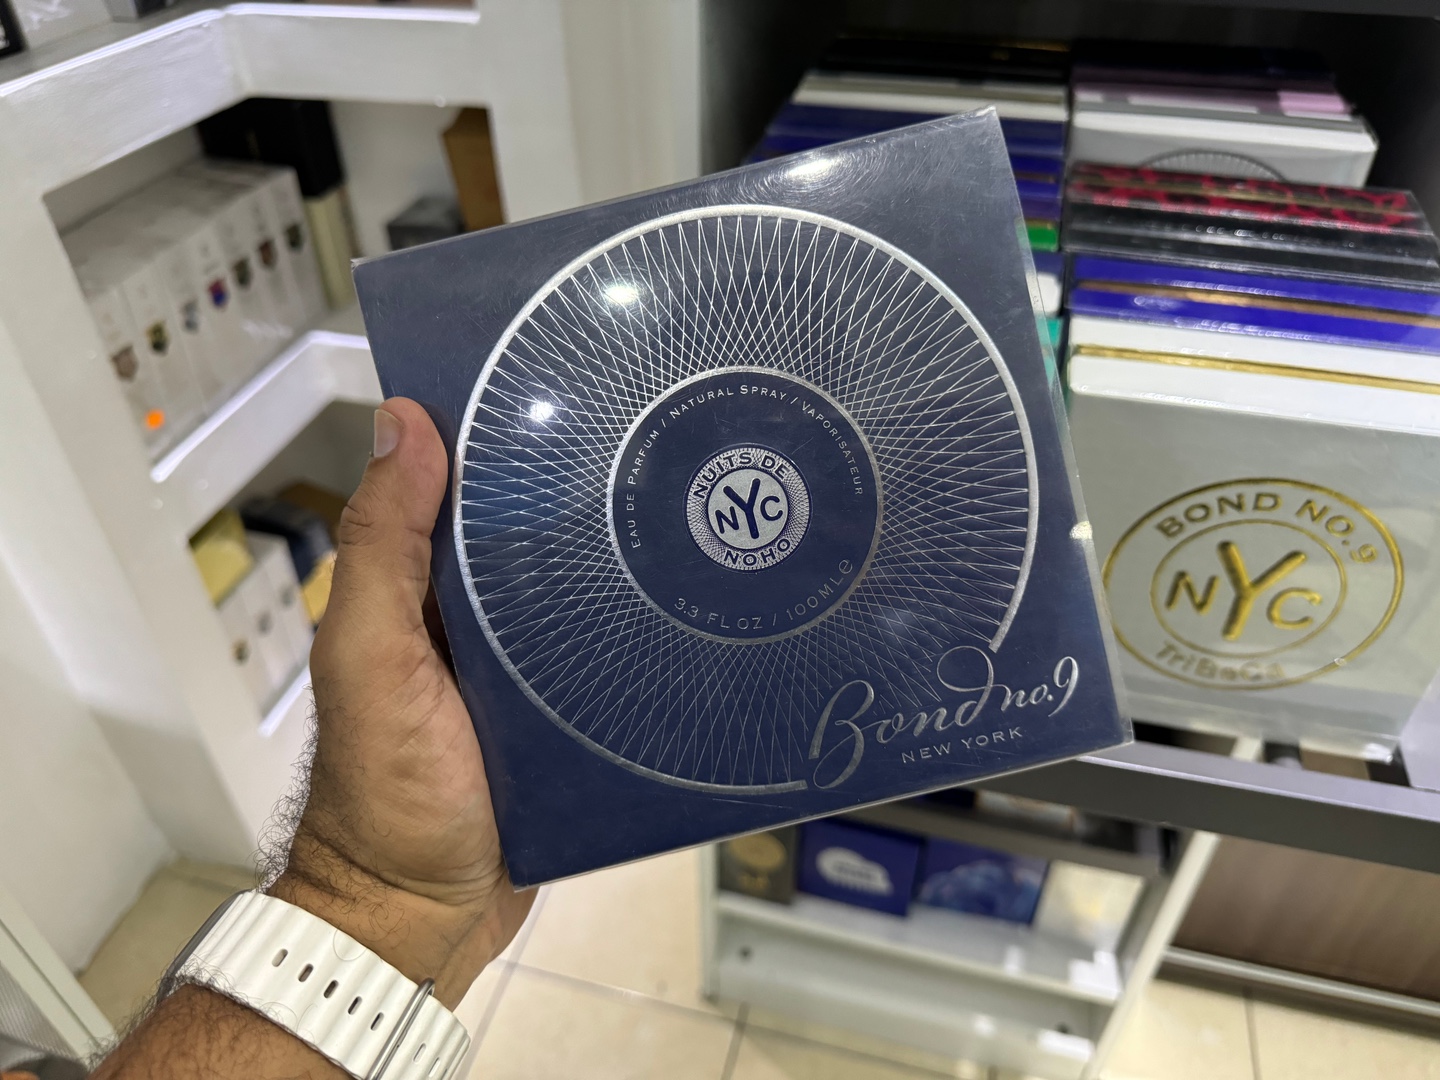 EAU DE PARFUM / NATURAL SPRAY / VAPORISATEUR
NUITS DE
NYC
NOHO
3.3 FL OZ / 100 ML ℮
Bond no.9
NEW YORK
BOND NO.9
NYC
TriBeCa